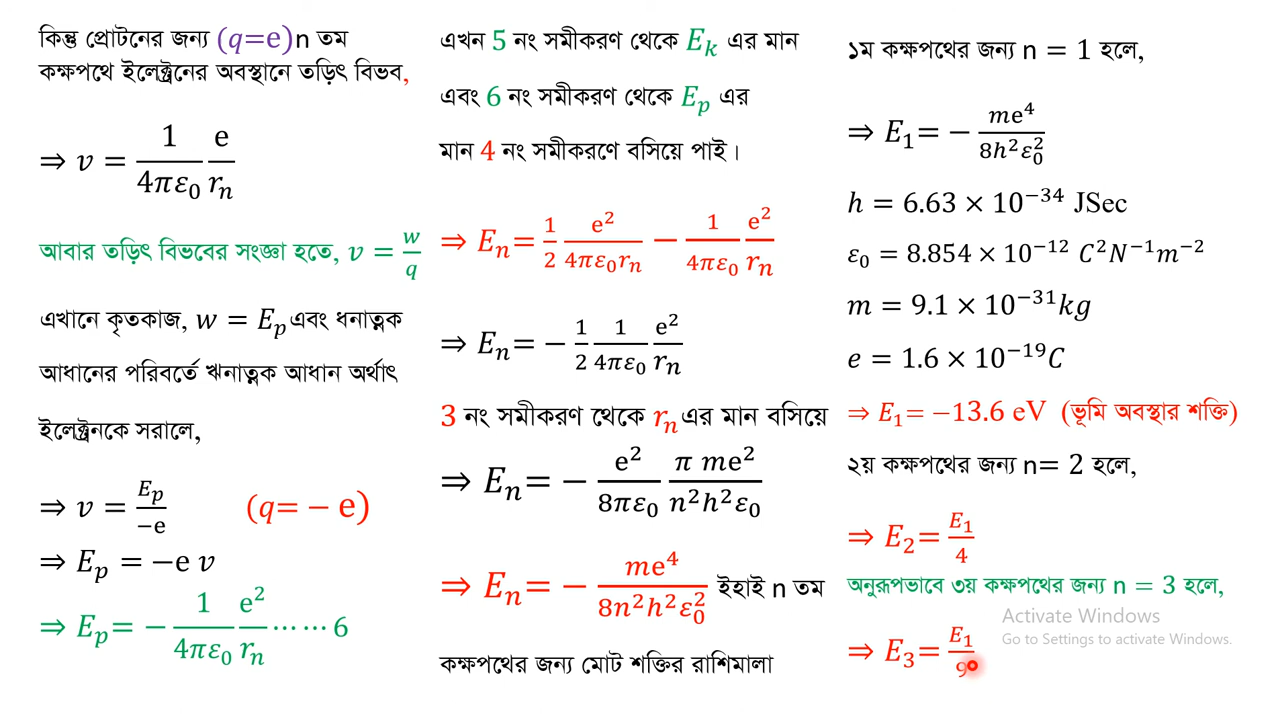 কিন্তু প্রোটনের জন্য (q=e)n তম
কক্ষপথে ইলেক্ট্রনের অবস্থানে তড়িৎ বিভব,
⇒ v = 1/4πε₀ e/rₙ
আবার তড়িৎ বিভবের সংজ্ঞা হতে, v = w/q
এখানে কৃতকাজ, w = Eₚ এবং ধনাত্নক
আধানের পরিবর্তে ঋনাত্নক আধান অর্থাৎ
ইলেক্ট্রনকে সরালে,
⇒ v = Eₚ/−e (q= − e)
⇒ Eₚ = −e v
⇒ Eₚ= − 1/4πε₀ e²/rₙ ⋯⋯6
এখন 5 নং সমীকরণ থেকে Eₖ এর মান
এবং 6 নং সমীকরণ থেকে Eₚ এর
মান 4 নং সমীকরণে বসিয়ে পাই।
⇒ Eₙ= 1/2 e²/4πε₀rₙ − 1/4πε₀ e²/rₙ
⇒ Eₙ= − 1/2 1/4πε₀ e²/rₙ
3 নং সমীকরণ থেকে rₙ এর মান বসিয়ে
⇒ Eₙ= − e²/8πε₀ π me²/n²h²ε₀
⇒ Eₙ= − me⁴/8n²h²ε₀² ইহাই n তম
কক্ষপথের জন্য মোট শক্তির রাশিমালা
১ম কক্ষপথের জন্য n = 1 হলে,
⇒ E₁= − me⁴/8h²ε₀²
h = 6.63 × 10⁻³⁴ JSec
ε₀ = 8.854 × 10⁻¹² C²N⁻¹m⁻²
m = 9.1 × 10⁻³¹kg
e = 1.6 × 10⁻¹⁹C
⇒ E₁= −13.6 eV (ভূমি অবস্থার শক্তি)
২য় কক্ষপথের জন্য n= 2 হলে,
⇒ E₂= E₁/4
অনুরূপভাবে ৩য় কক্ষপথের জন্য n = 3 হলে,
⇒ E₃= E₁/9
Activate Windows
Go to Settings to activate Windows.